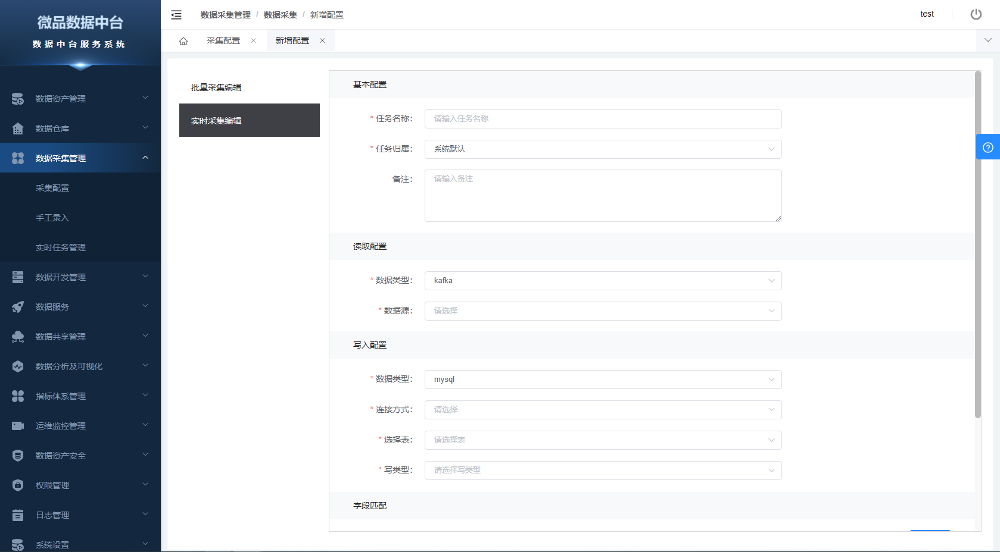 微品数据中台
数据中台服务系统
数据资产管理
数据仓库
数据采集管理
采集配置
手工录入
实时任务管理
数据开发管理
数据服务
数据共享管理
数据分析及可视化
指标体系管理
运维监控管理
数据资产安全
权限管理
日志管理
系统设置
数据采集管理 / 数据采集 / 新增配置
test
采集配置
新增配置
批量采集编辑
实时采集编辑
基本配置
* 任务名称: 请输入任务名称
* 任务归属: 系统默认
备注: 请输入备注
读取配置
* 数据类型: kafka
* 数据源: 请选择
写入配置
* 数据类型: mysql
* 连接方式: 请选择
* 选择表: 请选择表
* 写类型: 请选择写类型
字段匹配